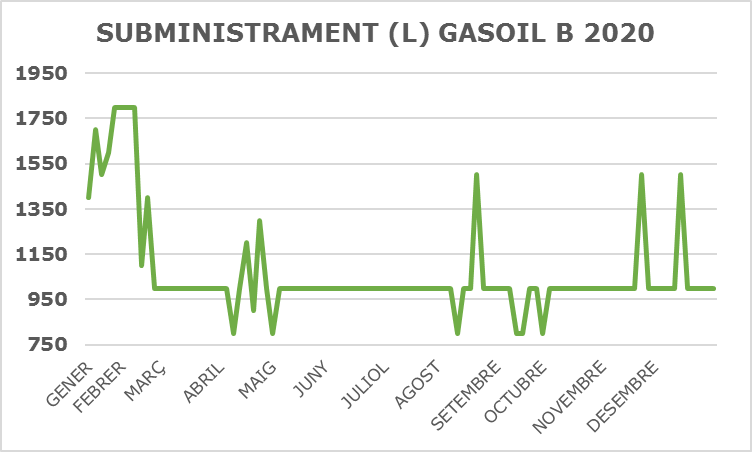 SUBMINISTRAMENT (L) GASOIL B 2020
1950
1750
1550
1350
1150
950
750
GENER
FEBRER
MARÇ
ABRIL
MAIG
JUNY
JULIOL
AGOST
SETEMBRE
OCTUBRE
NOVEMBRE
DESEMBRE